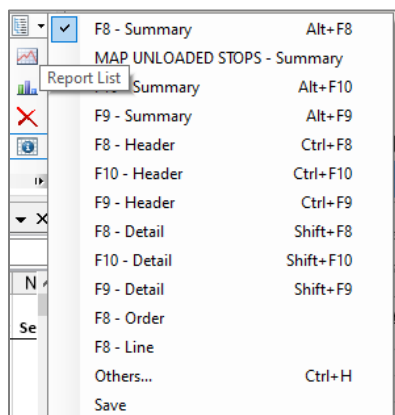 F8 - Summary Alt+F8
MAP UNLOADED STOPS - Summary
Report List
Summary Alt+F10
F9 - Summary Alt+F9
F8 - Header Ctrl+F8
F10 - Header Ctrl+F10
F9 - Header Ctrl+F9
F8 - Detail Shift+F8
F10 - Detail Shift+F10
F9 - Detail Shift+F9
N
F8 - Order
Se
F8 - Line
Others... Ctrl+H
Save